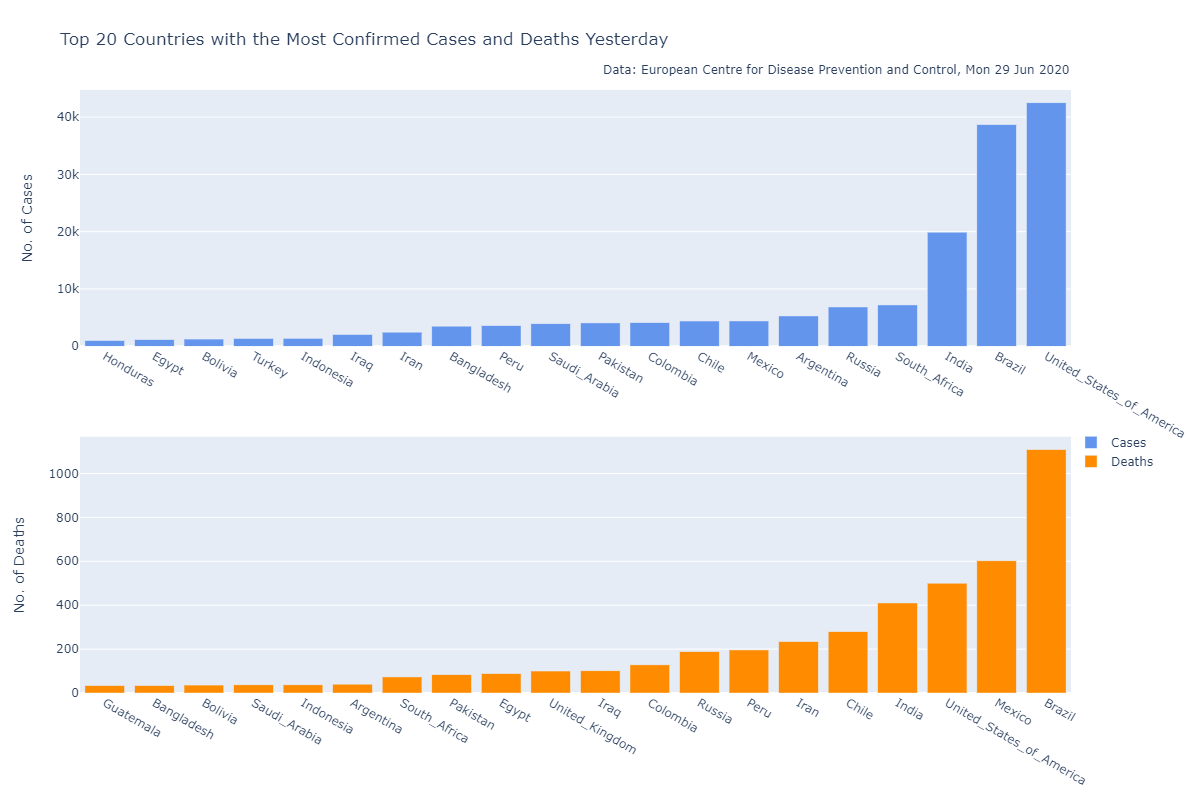 Top 20 Countries with the Most Confirmed Cases and Deaths Yesterday
Data: European Centre for Disease Prevention and Control, Mon 29 Jun 2020
No. of Cases
40k
30k
20k
10k
0
Honduras
Egypt
Bolivia
Turkey
Indonesia
Iraq
Iran
Bangladesh
Peru
Saudi_Arabia
Pakistan
Colombia
Chile
Mexico
Argentina
Russia
South_Africa
India
Brazil
United_States_of_America
Cases
Deaths
No. of Deaths
1000
800
600
400
200
0
Guatemala
Bangladesh
Bolivia
Saudi_Arabia
Indonesia
Argentina
South_Africa
Pakistan
Egypt
United_Kingdom
Iraq
Colombia
Russia
Peru
Iran
Chile
India
United_States_of_America
Mexico
Brazil